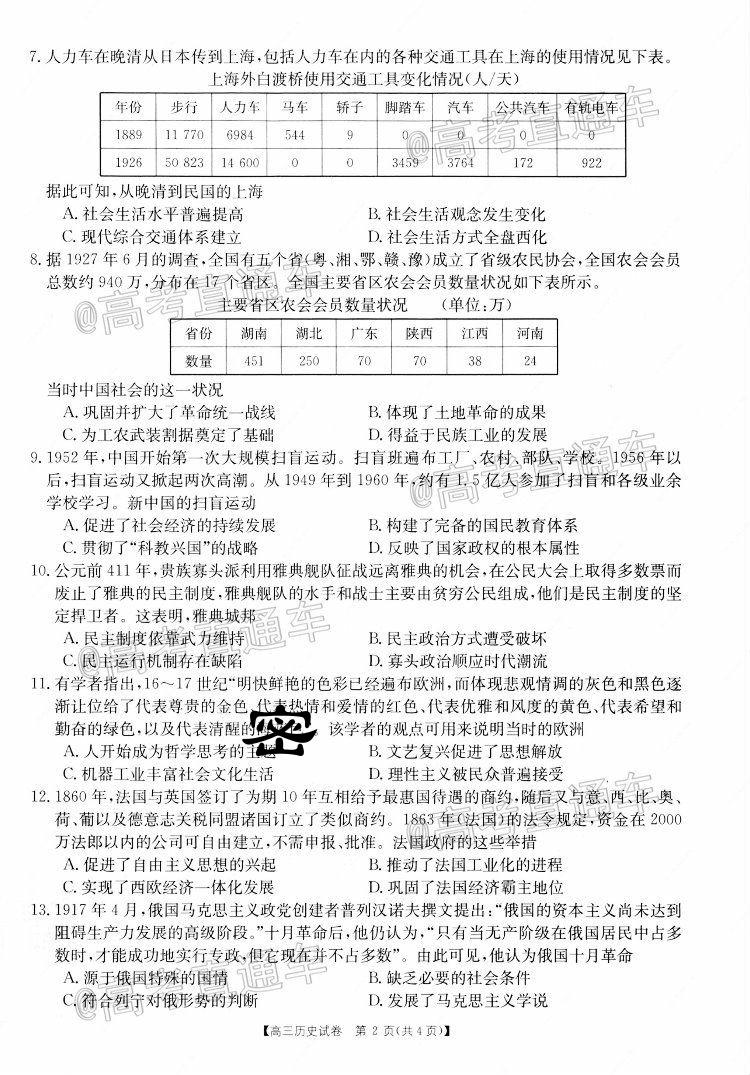 7. 人力车在晚清从日本传到上海,包括人力车在内的各种交通工具在上海的使用情况见下表。
上海外白渡桥使用交通工具变化情况(人/天)
年份 步行 人力车 马车 轿子 脚踏车 汽车 公共汽车 有轨电车
1889 11 770 6984 544 9 0 0 0 0
1926 50 823 14 600 0 0 3459 3764 172 922
据此可知,从晚清到民国的上海
A. 社会生活水平普遍提高 B. 社会生活观念发生变化
C. 现代综合交通体系建立 D. 社会生活方式全盘西化
8. 据 1927 年 6 月的调查,全国有五个省(粤、湘、鄂、赣、豫)成立了省级农民协会,全国农会会员
总数约 940 万,分布在 17 个省区。全国主要省区农会会员数量状况如下表所示。
主要省区农会会员数量状况 (单位:万)
省份 湖南 湖北 广东 陕西 江西 河南
数量 451 250 70 70 38 24
当时中国社会的这一状况
A. 巩固并扩大了革命统一战线 B. 体现了土地革命的成果
C. 为工农武装割据奠定了基础 D. 得益于民族工业的发展
9. 1952 年,中国开始第一次大规模扫盲运动。扫盲班遍布工厂、农村、部队、学校。1956 年以
后,扫盲运动又掀起两次高潮。从 1949 年到 1960 年,约有 1.5 亿人参加了扫盲和各级业余
学校学习。新中国的扫盲运动
A. 促进了社会经济的持续发展 B. 构建了完备的国民教育体系
C. 贯彻了“科教兴国”的战略 D. 反映了国家政权的根本属性
10. 公元前 411 年,贵族寡头派利用雅典舰队征战远离雅典的机会,在公民大会上取得多数票而
废止了雅典的民主制度,雅典舰队的水手和战士主要由贫穷公民组成,他们是民主制度的坚
定捍卫者。这表明,雅典城邦
A. 民主制度依靠武力维持 B. 民主政治方式遭受破坏
C. 民主运行机制存在缺陷 D. 寡头政治顺应时代潮流
11. 有学者指出,16～17 世纪“明快鲜艳的色彩已经遍布欧洲,而体现悲观情调的灰色和黑色逐
渐让位给了代表尊贵的金色、代表热情和爱情的红色、代表优雅和风度的黄色、代表希望和
勤奋的绿色,以及代表清醒的 密 该学者的观点可用来说明当时的欧洲
A. 人开始成为哲学思考的主题 B. 文艺复兴促进了思想解放
C. 机器工业丰富社会文化生活 D. 理性主义被民众普遍接受
12. 1860 年,法国与英国签订了为期 10 年互相给予最惠国待遇的商约,随后又与意、西、比、奥、
荷、葡以及德意志关税同盟诸国订立了类似商约。1863 年(法国)的法令规定,资金在 2000
万法郎以内的公司可自由建立,不需申报、批准。法国政府的这些举措
A. 促进了自由主义思想的兴起 B. 推动了法国工业化的进程
C. 实现了西欧经济一体化发展 D. 巩固了法国经济霸主地位
13. 1917 年 4 月,俄国马克思主义政党创建者普列汉诺夫撰文提出:“俄国的资本主义尚未达到
阻碍生产力发展的高级阶段。”十月革命后,他仍认为,“只有当无产阶级在俄国居民中占多
数时,才能成功地实行专政,但它现在并不占多数”。由此可见,他认为俄国十月革命
A. 源于俄国特殊的国情 B. 缺乏必要的社会条件
C. 符合列宁对俄形势的判断 D. 发展了马克思主义学说
【高三历史试卷 第 2 页(共 4 页)】
@高考直通车
@高考直通车
@高考直通车
@高考直通车
@高考直通车
@高考直通车